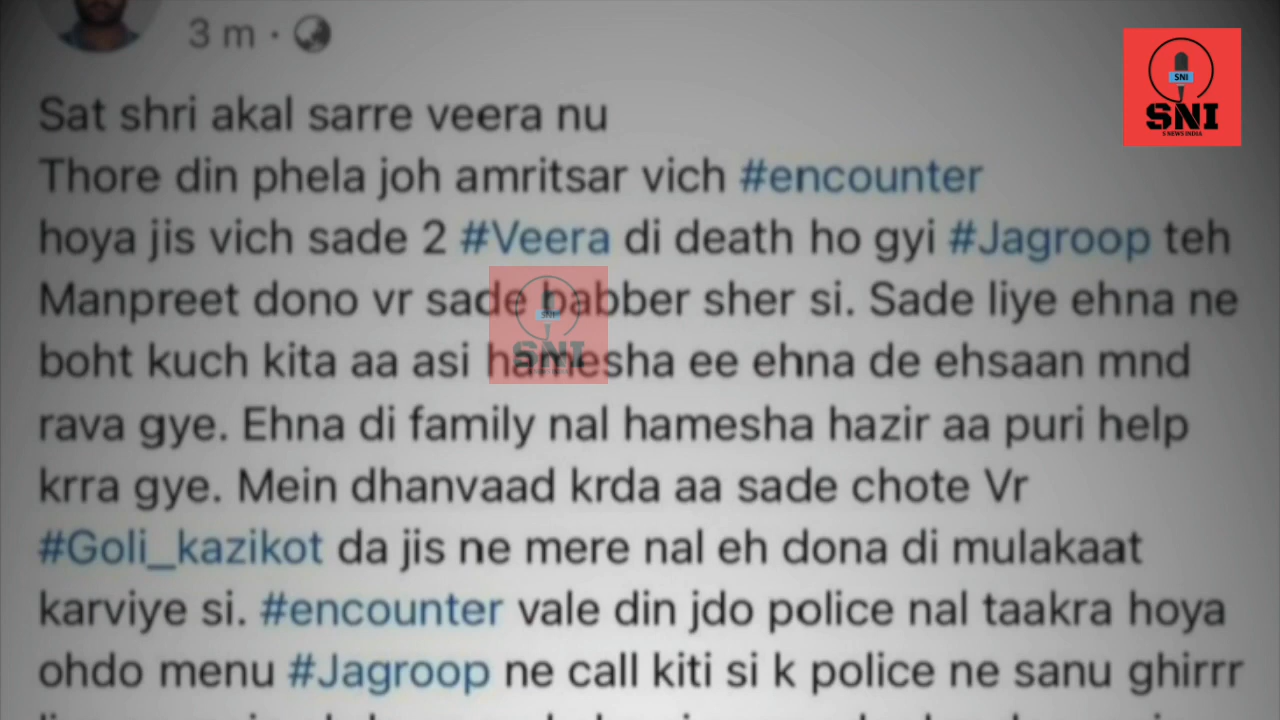 3 m ·
SNI
SNI
S NEWS INDIA
Sat shri akal sarre veera nu
Thore din phela joh amritsar vich #encounter
hoya jis vich sade 2 #Veera di death ho gyi #Jagroop teh
Manpreet dono vr sade babber sher si. Sade liye ehna ne
boht kuch kita aa asi hamesha ee ehna de ehsaan mnd
rava gye. Ehna di family nal hamesha hazir aa puri help
krra gye. Mein dhanvaad krda aa sade chote Vr
#Goli_kazikot da jis ne mere nal eh dona di mulakaat
karviye si. #encounter vale din jdo police nal taakra hoya
ohdo menu #Jagroop ne call kiti si k police ne sanu ghirrr
SNI
SNI